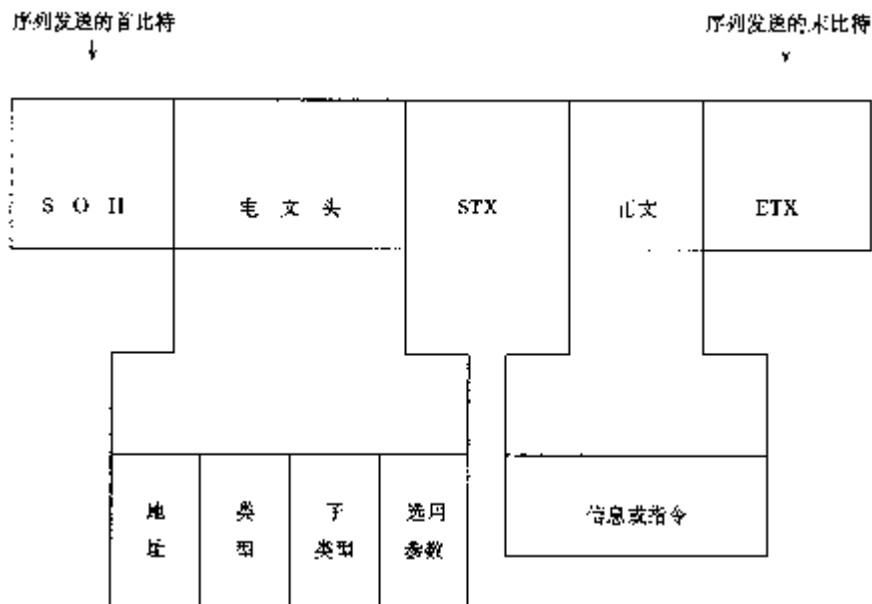 序列发送的首比特
序列发送的末比特
SOH
电文头
STX
正文
ETX
地址
类型
子类型
选用参数
信息或指令